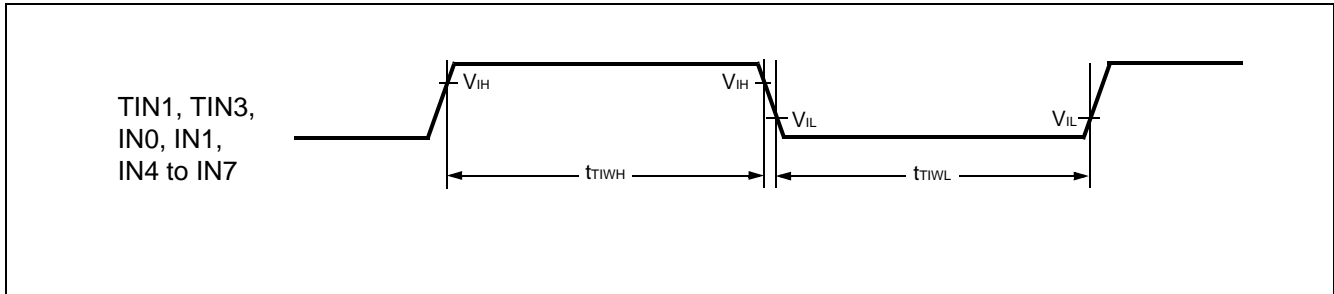 VIH
VIH
TIN1, TIN3,
IN0, IN1,
IN4 to IN7
VIL
VIL
tTIWH
tTIWL